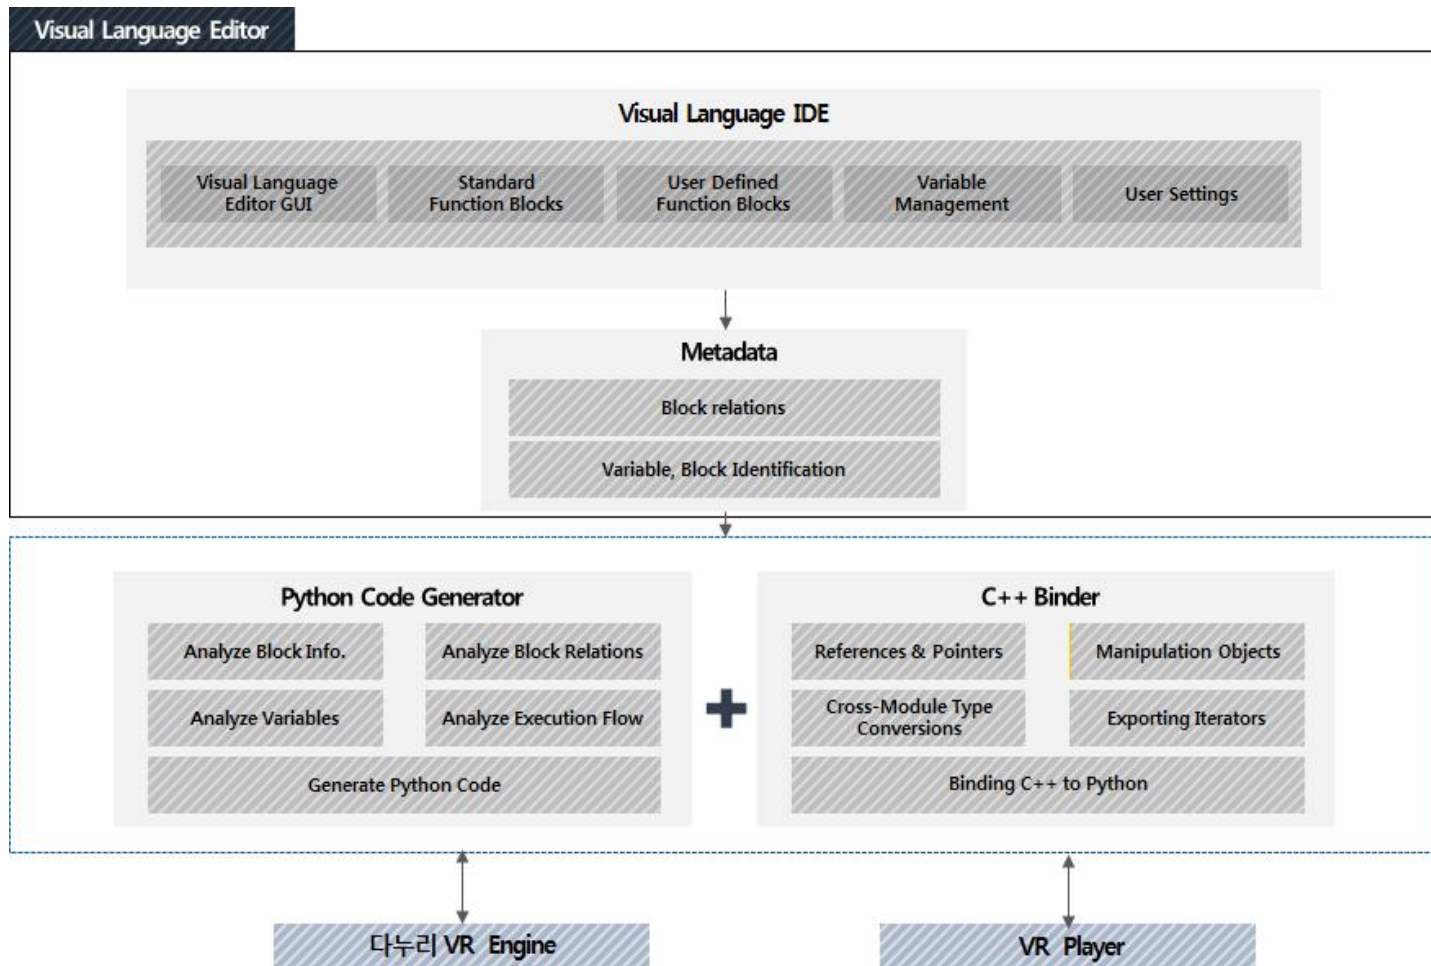 Visual Language Editor
Visual Language IDE
Visual Language
Editor GUI
Standard
Function Blocks
User Defined
Function Blocks
Variable
Management
User Settings
Metadata
Block relations
Variable, Block Identification
Python Code Generator
Analyze Block Info.
Analyze Block Relations
Analyze Variables
Analyze Execution Flow
Generate Python Code
C++ Binder
References & Pointers
Manipulation Objects
Cross-Module Type
Conversions
Exporting Iterators
Binding C++ to Python
다누리 VR Engine
VR Player